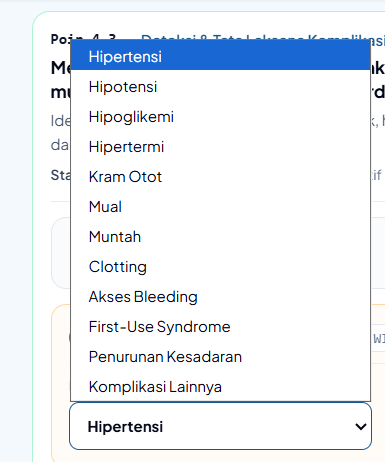 Hipertensi
Hipotensi
Hipoglikemi
Hipertermi
Kram Otot
Mual
Muntah
Clotting
Akses Bleeding
First-Use Syndrome
Penurunan Kesadaran
Komplikasi Lainnya
Hipertensi